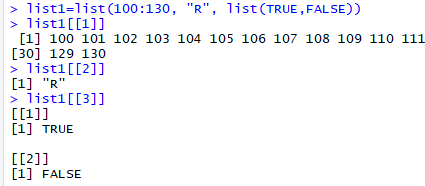 > list1=list(100:130, "R", list(TRUE,FALSE))
> list1[[1]]
 [1] 100 101 102 103 104 105 106 107 108 109 110 111
[30] 129 130
> list1[[2]]
[1] "R"
> list1[[3]]
[[1]]
[1] TRUE

[[2]]
[1] FALSE